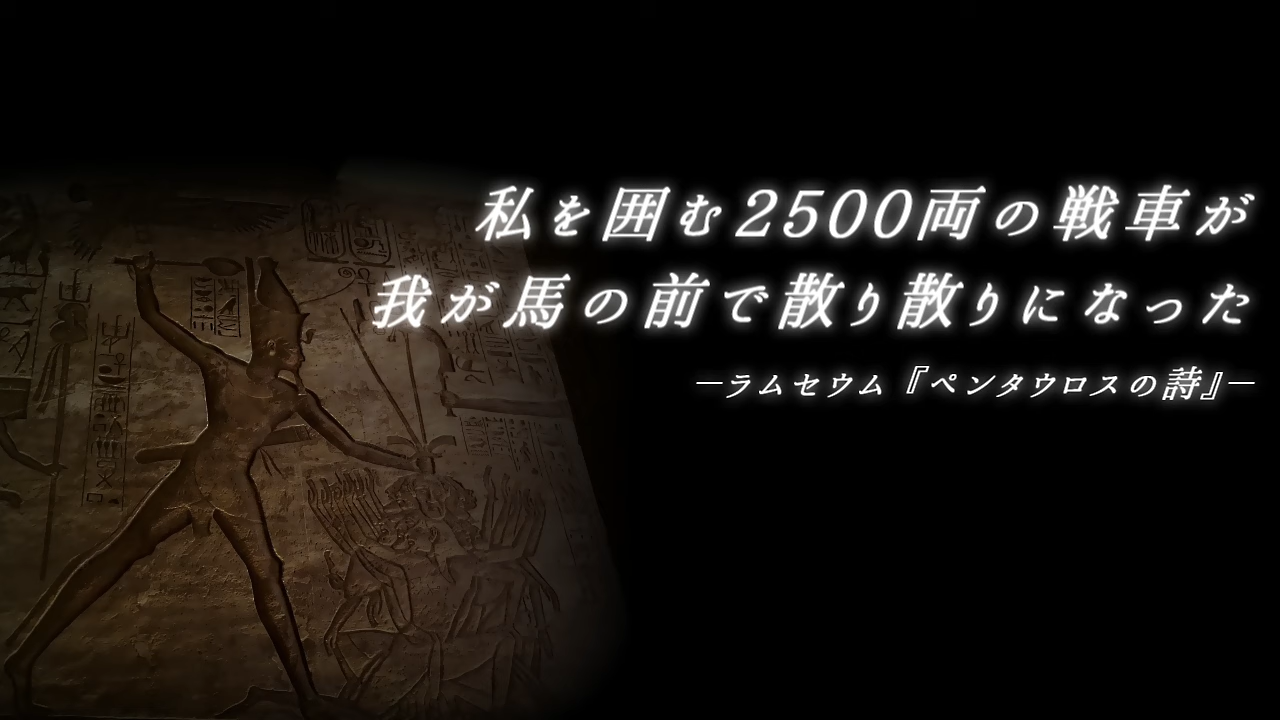 私を囲む2500両の戦車が
我が馬の前で散り散りになった
―ラムセウム『ペンタウロスの詩』―